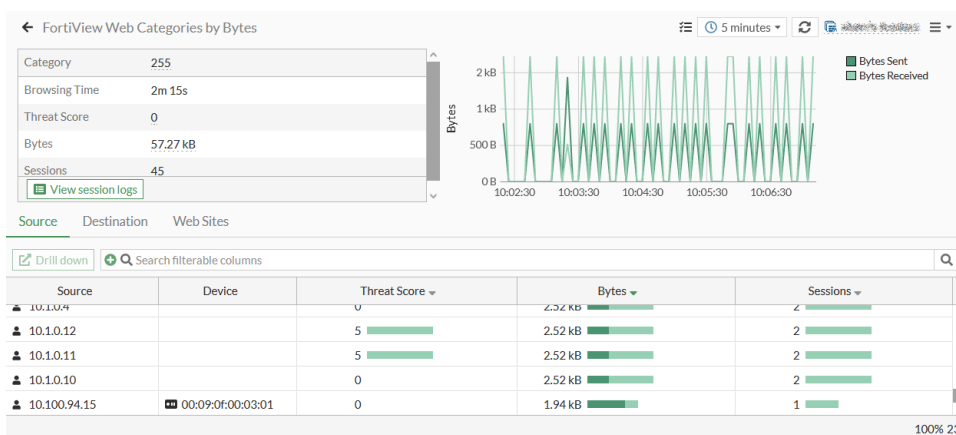 FortiView Web Categories by Bytes
5 minutes
Category 255
Browsing Time 2m 15s
Threat Score 0
Bytes 57.27 kB
Sessions 45
View session logs
Bytes
2 kB
1 kB
500 B
0 B
10:02:30 10:03:30 10:04:30 10:05:30 10:06:30
Bytes Sent
Bytes Received
Source Destination Web Sites
Drill down Search filterable columns
Source Device Threat Score Bytes Sessions
10.1.0.4 0 2.52 kB 2
10.1.0.12 5 2.52 kB 2
10.1.0.11 5 2.52 kB 2
10.1.0.10 0 2.52 kB 2
10.100.94.15 00:09:0f:00:03:01 0 1.94 kB 1
100% 23